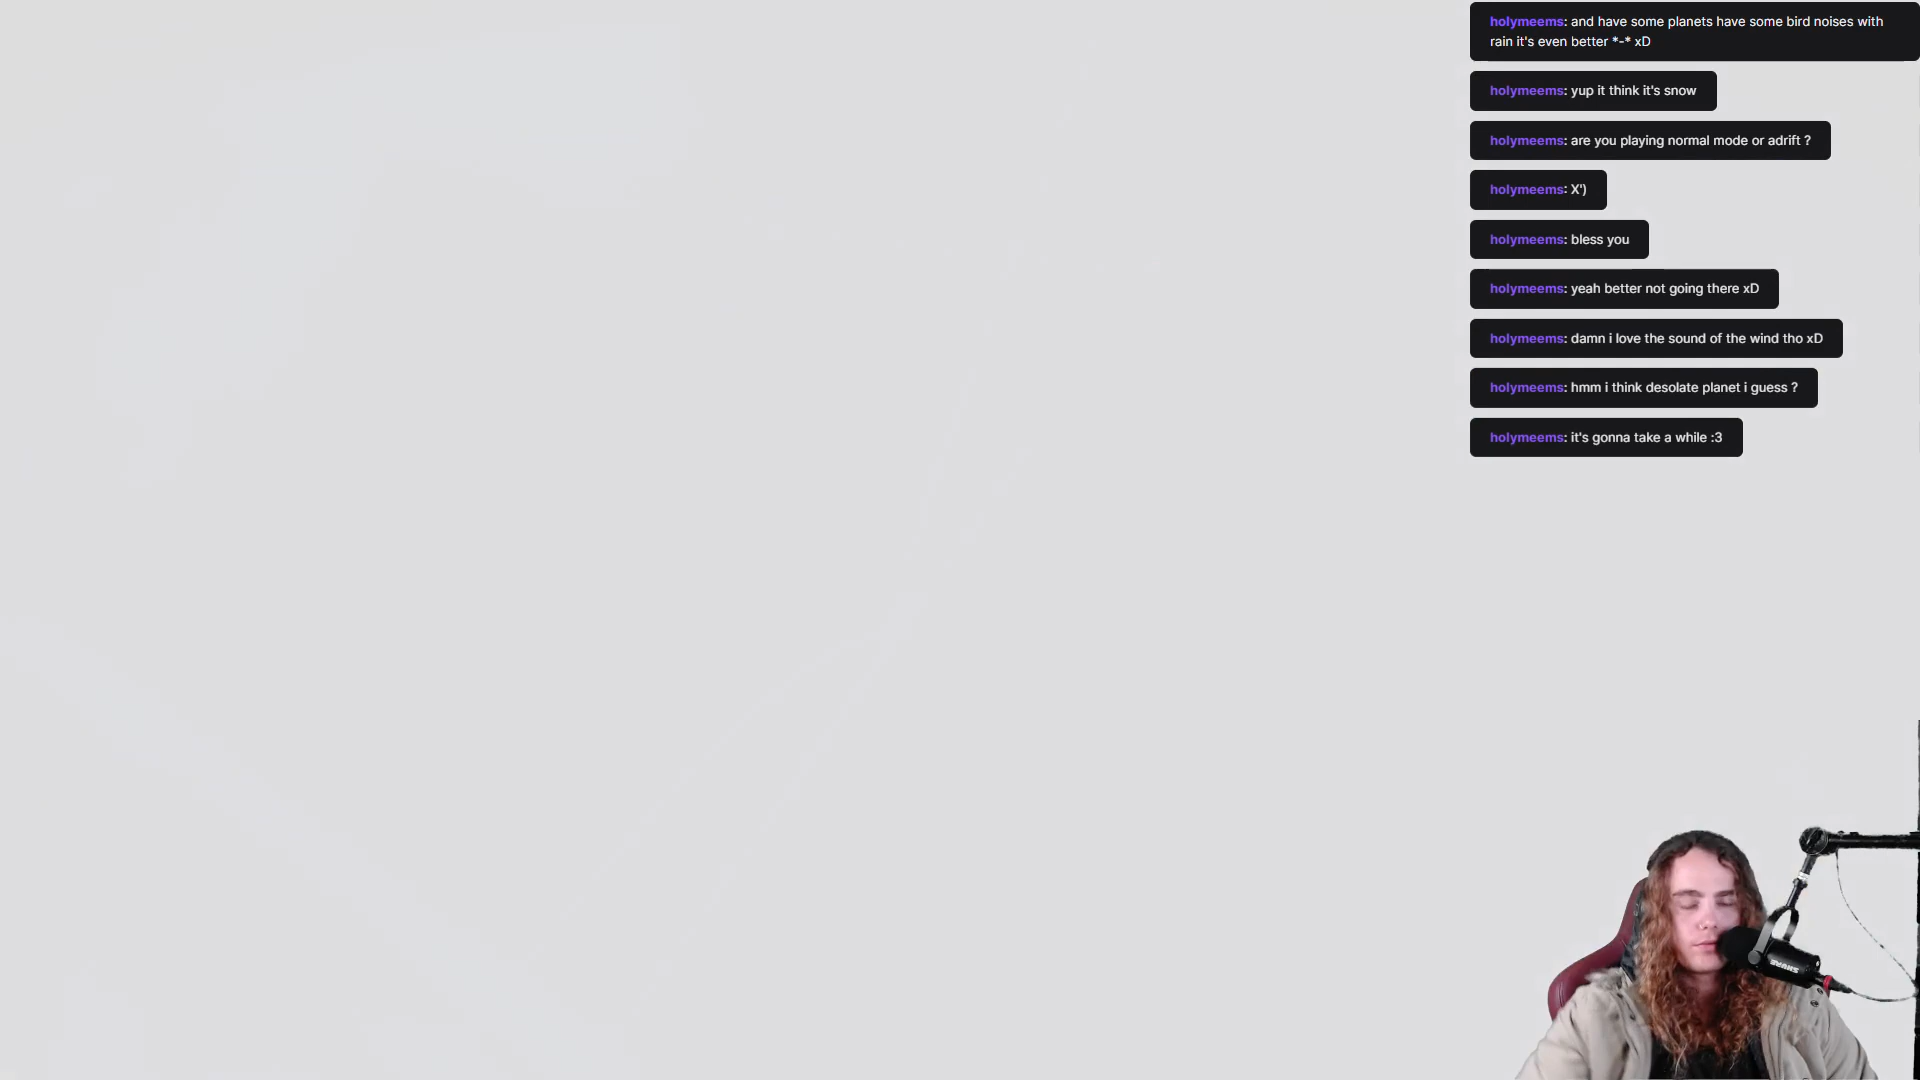 holymeems: and have some planets have some bird noises with
rain it's even better *-* xD
holymeems: yup it think it's snow
holymeems: are you playing normal mode or adrift ?
holymeems: X')
holymeems: bless you
holymeems: yeah better not going there xD
holymeems: damn i love the sound of the wind tho xD
holymeems: hmm i think desolate planet i guess ?
holymeems: it's gonna take a while :3
SHURE